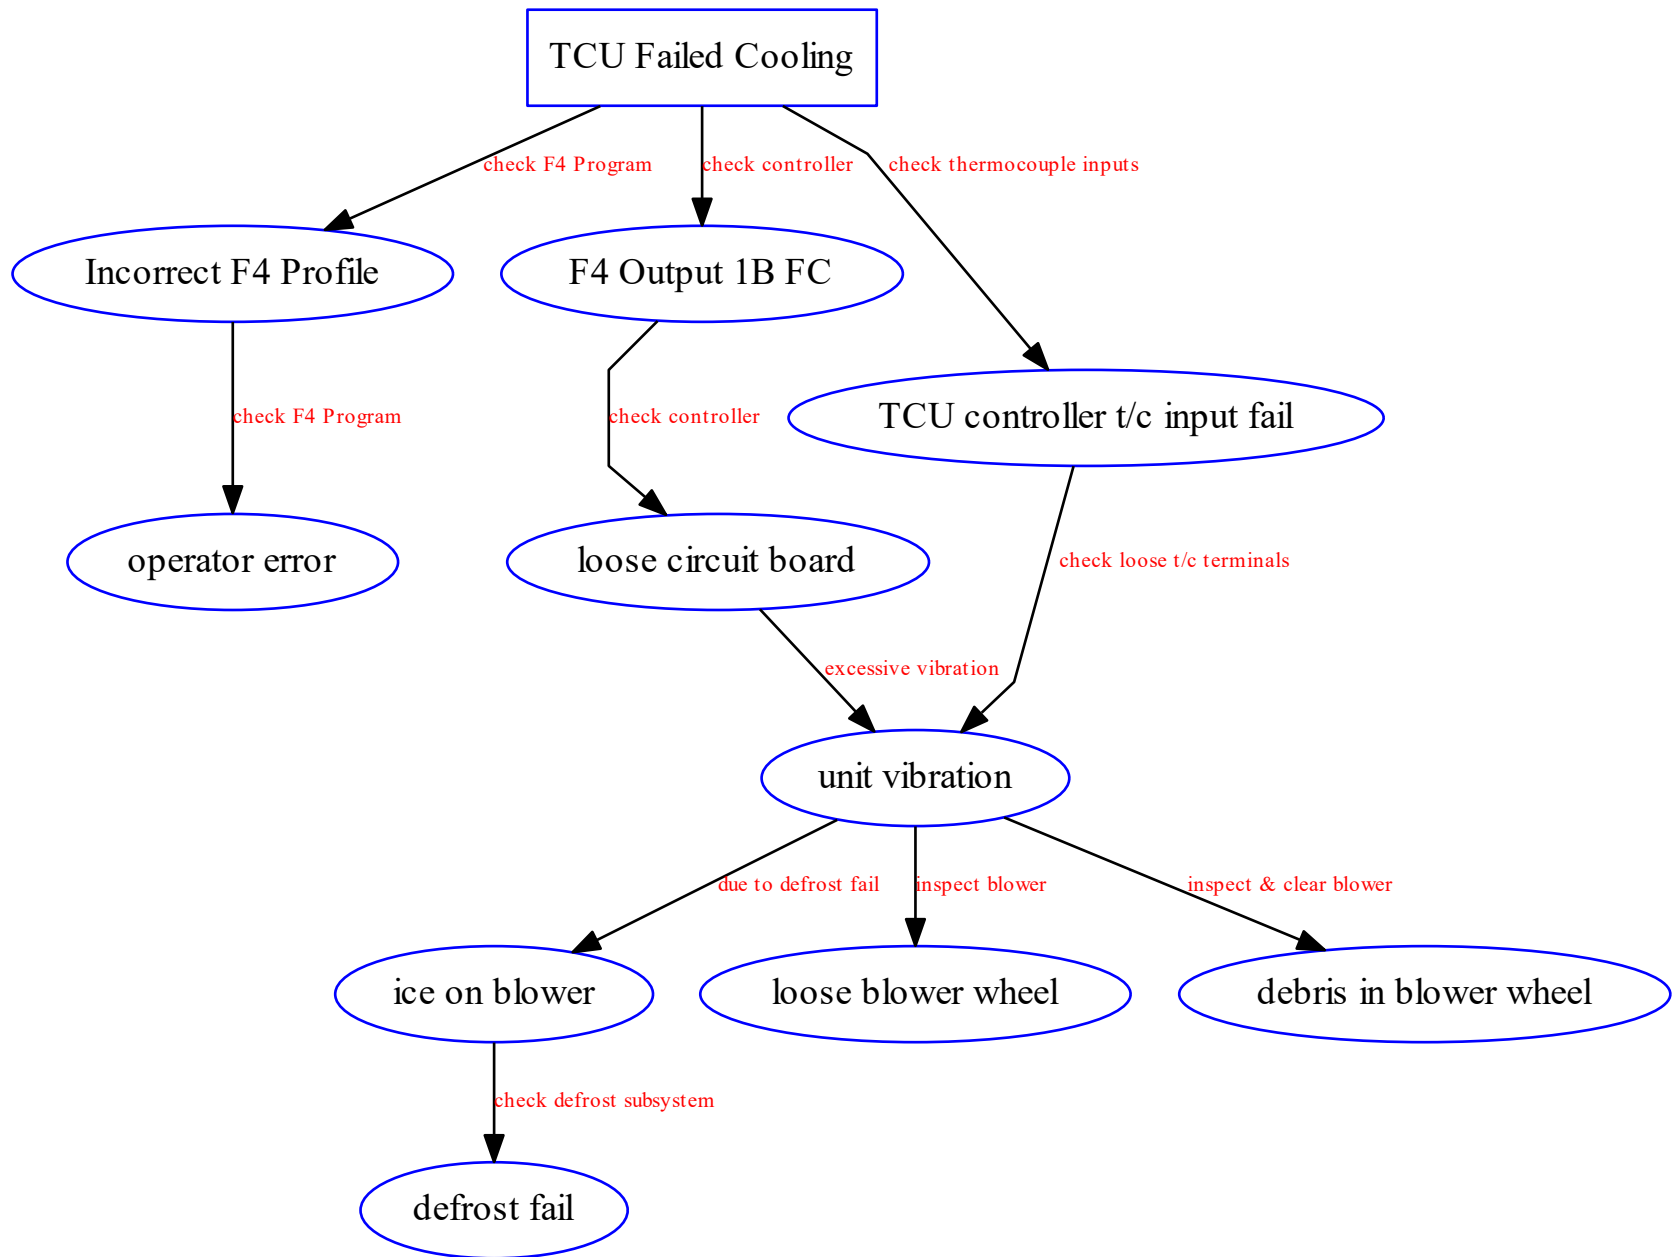 TCU Failed Cooling
check F4 Program
check controller
check thermocouple inputs
Incorrect F4 Profile
F4 Output 1B FC
check F4 Program
check controller
TCU controller t/c input fail
operator error
loose circuit board
check loose t/c terminals
excessive vibration
unit vibration
due to defrost fail
inspect blower
inspect & clear blower
ice on blower
loose blower wheel
debris in blower wheel
check defrost subsystem
defrost fail